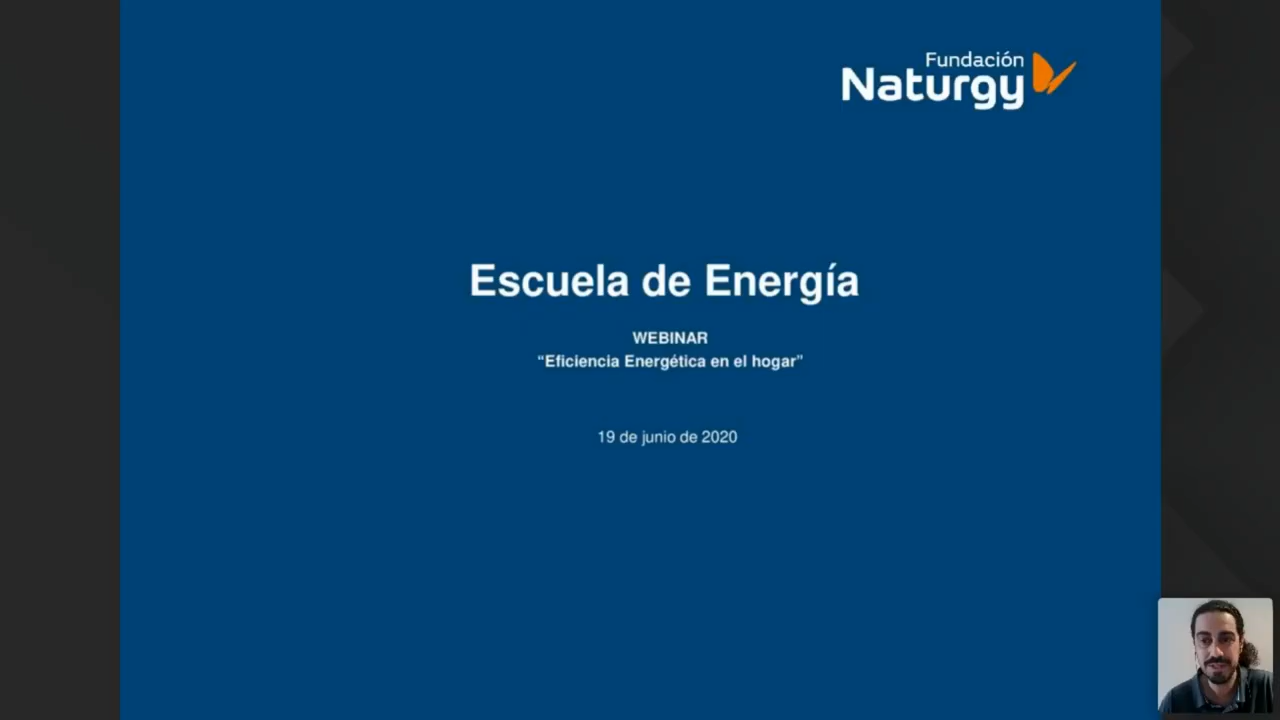 Fundación
Naturgy
Escuela de Energía
WEBINAR
“Eficiencia Energética en el hogar”
19 de junio de 2020